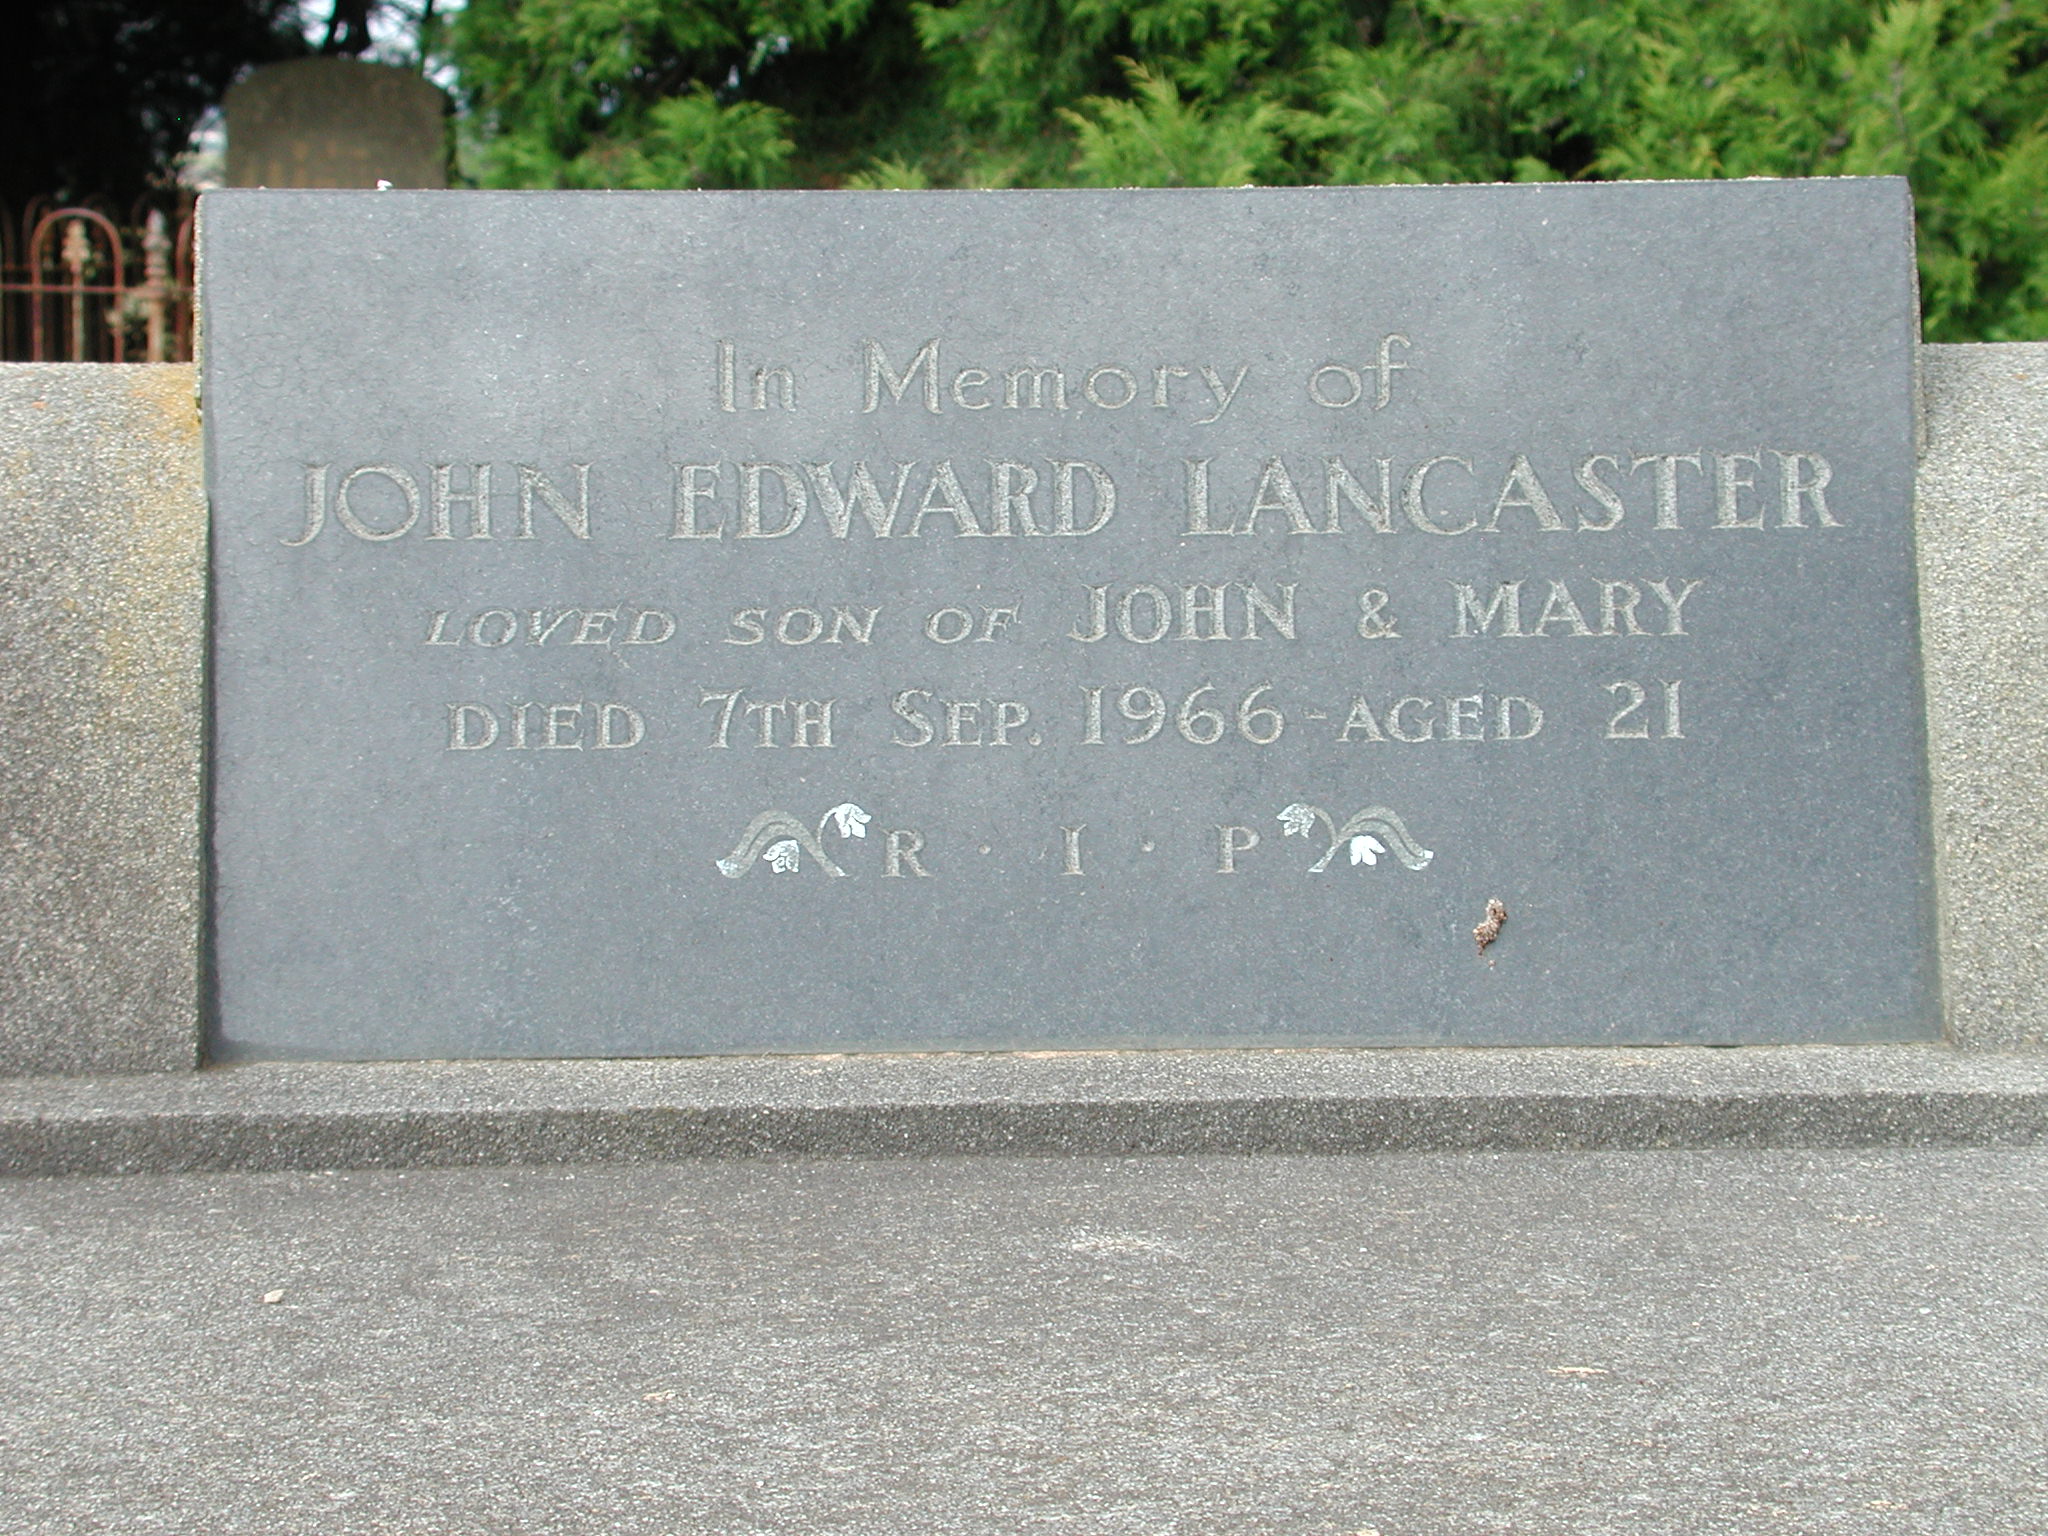 In Memory of
JOHN EDWARD LANCASTER
LOVED SON OF JOHN & MARY
DIED 7TH SEP. 1966 - AGED 21
R · I · P